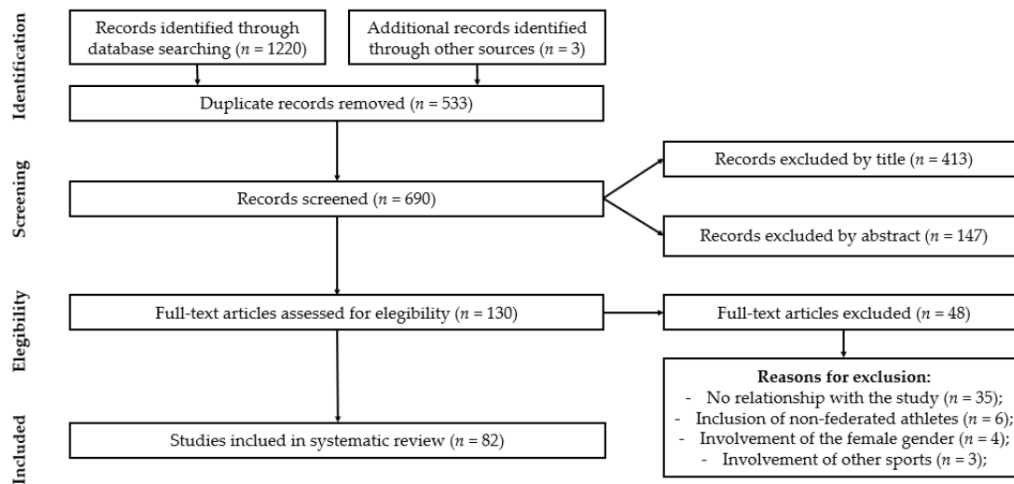 Identification
Records identified through
database searching (n = 1220)
Additional records identified
through other sources (n = 3)
Duplicate records removed (n = 533)
Screening
Records screened (n = 690)
Records excluded by title (n = 413)
Records excluded by abstract (n = 147)
Elegibility
Full-text articles assessed for elegibility (n = 130)
Full-text articles excluded (n = 48)
Reasons for exclusion:
- No relationship with the study (n = 35);
- Inclusion of non-federated athletes (n = 6);
- Involvement of the female gender (n = 4);
- Involvement of other sports (n = 3);
Included
Studies inclued in systematic review (n = 82)